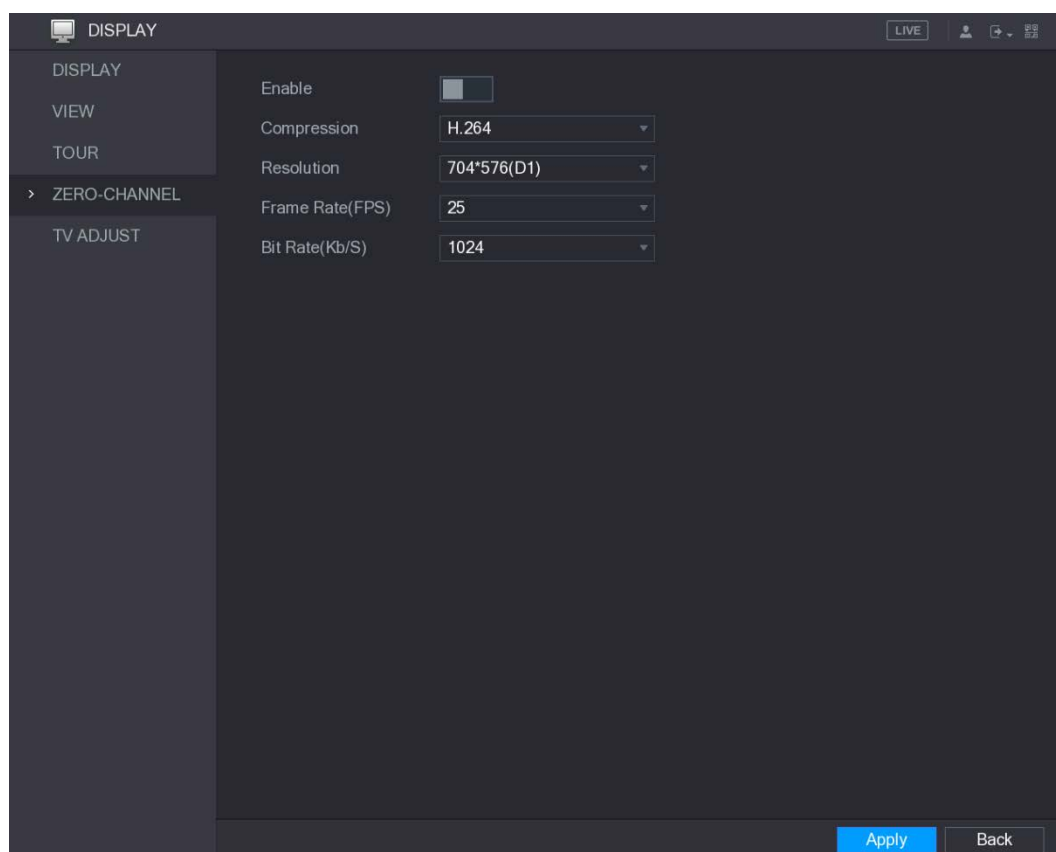 DISPLAY
LIVE
DISPLAY
VIEW
TOUR
> ZERO-CHANNEL
TV ADJUST
Enable
Compression H.264
Resolution 704*576(D1)
Frame Rate(FPS) 25
Bit Rate(Kb/S) 1024
Apply Back